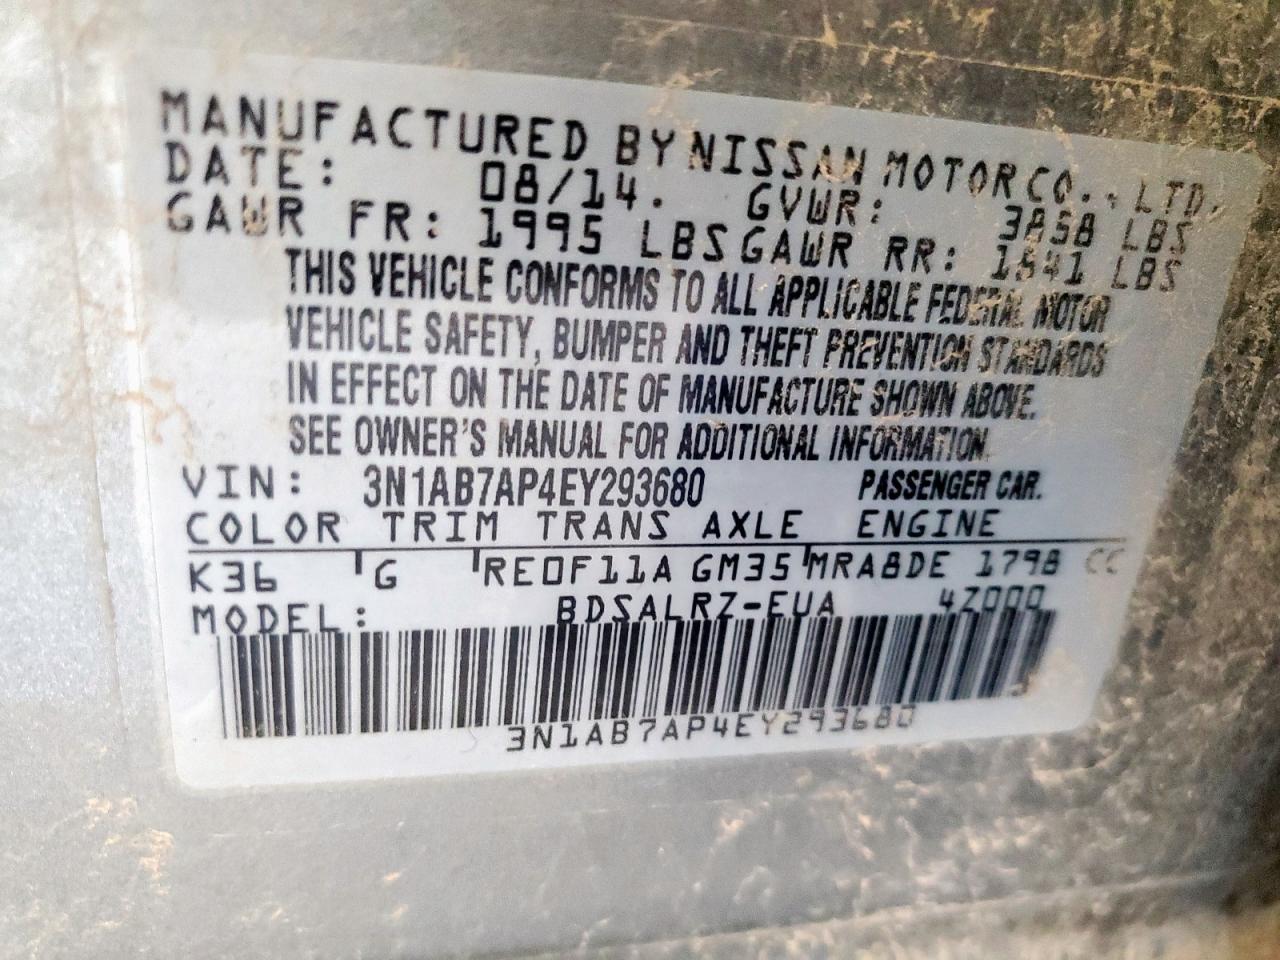 MANUFACTURED BY NISSAN MOTOR CO., LTD.
DATE: 08/14. GVWR: 3858 LBS
GAWR FR: 1995 LBS GAWR RR: 1841 LBS
THIS VEHICLE CONFORMS TO ALL APPLICABLE FEDERAL MOTOR
VEHICLE SAFETY, BUMPER AND THEFT PREVENTION STANDARDS
IN EFFECT ON THE DATE OF MANUFACTURE SHOWN ABOVE.
SEE OWNER'S MANUAL FOR ADDITIONAL INFORMATION.
VIN: 3N1AB7AP4EY293680 PASSENGER CAR.
COLOR TRIM TRANS AXLE ENGINE
K36 G RE0F11A GM35 MRA8DE 1798 CC
MODEL: BDSALRZ-EUA 4Z000
3N1AB7AP4EY293680